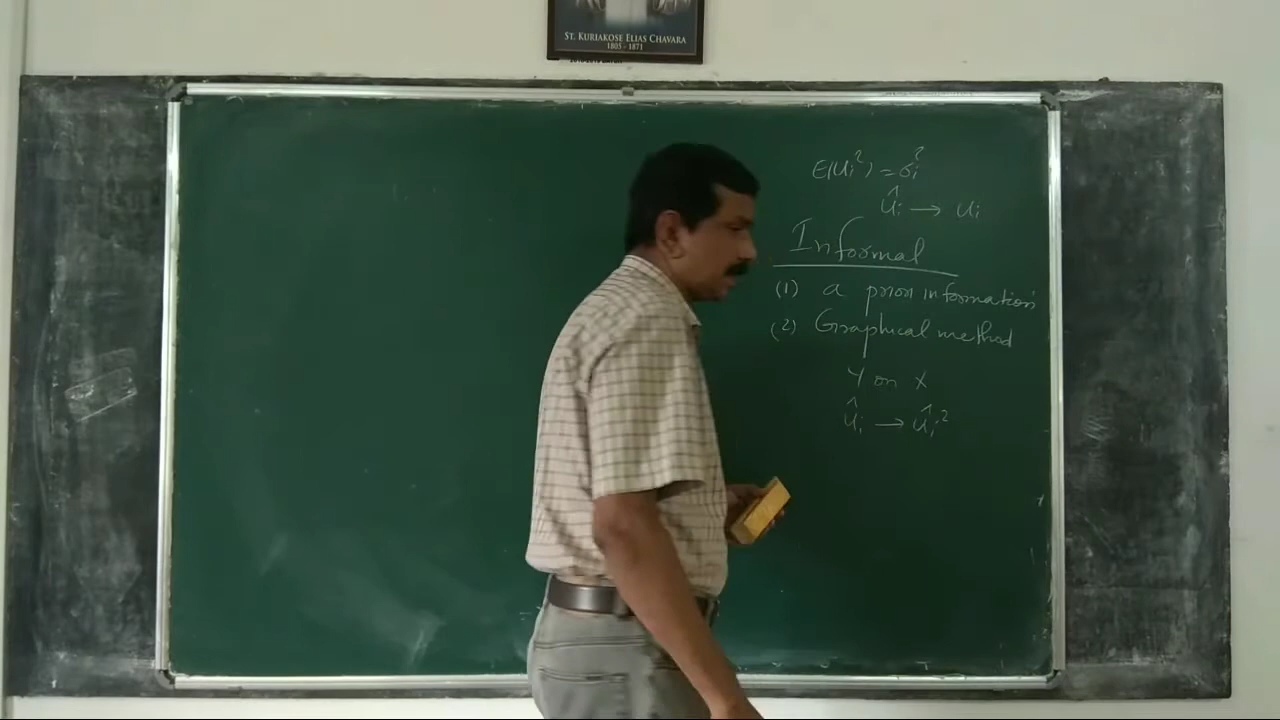 ST. KURIAKOSE ELIAS CHAVARA
1805 - 1871
E(Ui²) = σi²
Ûi → Ui
Informal
(1) a priori information
(2) Graphical method
Y on X
Ûi → Ûi²